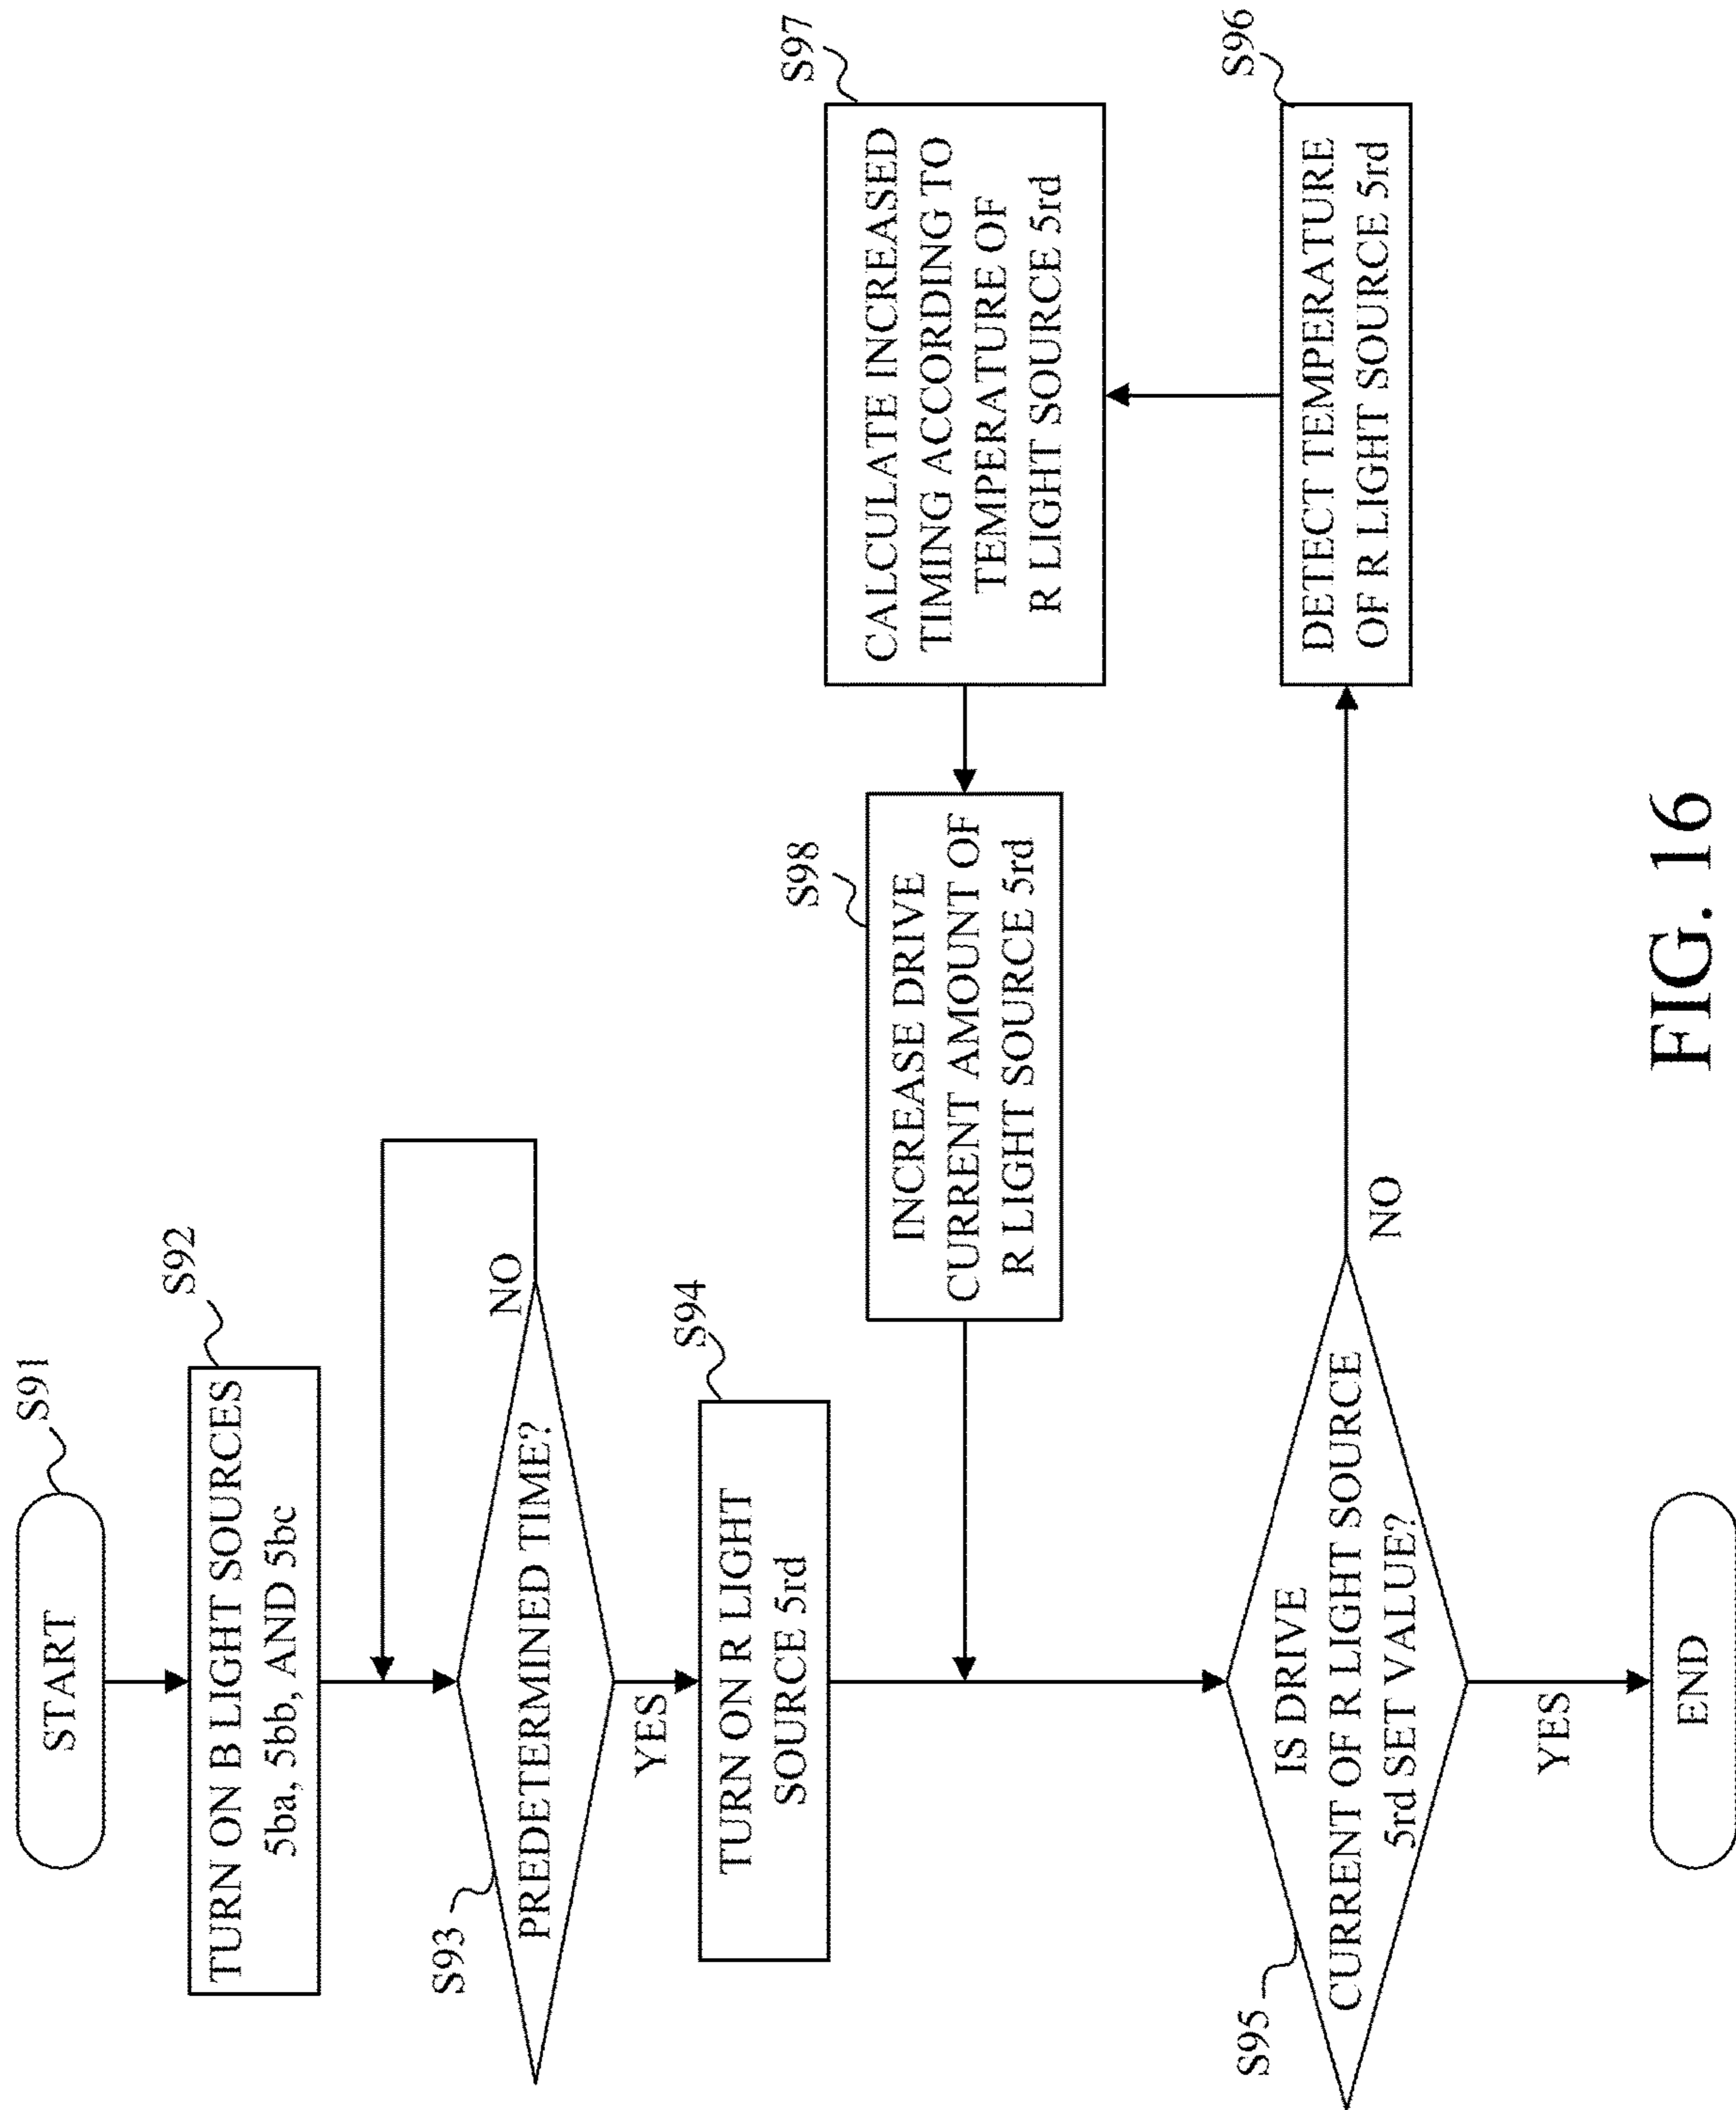 S91
START
S92
TURN ON B LIGHT SOURCES
5ba, 5bb, AND 5bc
S93
PREDETERMINED TIME?
NO
YES
S94
TURN ON R LIGHT
SOURCE 5rd
S95
IS DRIVE
CURRENT OF R LIGHT SOURCE
5rd SET VALUE?
NO
YES
END
S96
DETECT TEMPERATURE
OF R LIGHT SOURCE 5rd
S97
CALCULATE INCREASED
TIMING ACCORDING TO
TEMPERATURE OF
R LIGHT SOURCE 5rd
S98
INCREASE DRIVE
CURRENT AMOUNT OF
R LIGHT SOURCE 5rd
FIG. 16